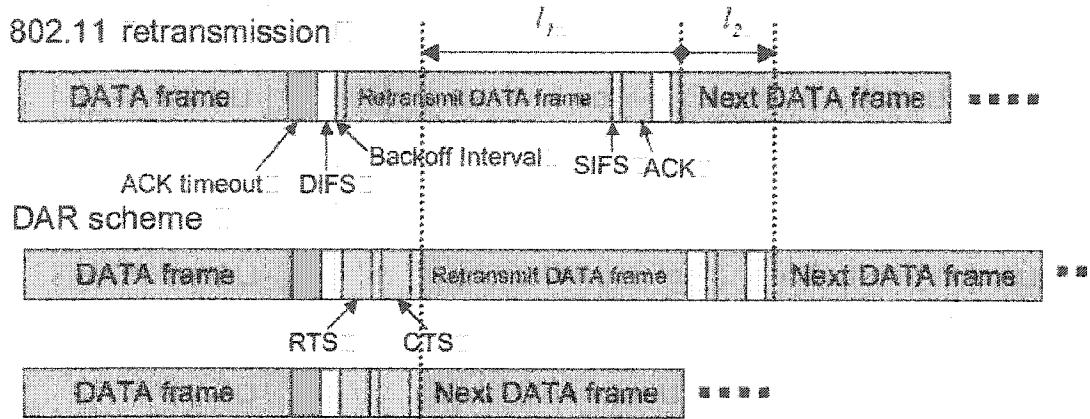 802.11 retransmission
l1 l2
DATA frame Retransmit DATA frame Next DATA frame
Backoff Interval SIFS ACK
ACK timeout DIFS
DAR scheme
DATA frame Retransmit DATA frame Next DATA frame
RTS CTS
DATA frame Next DATA frame